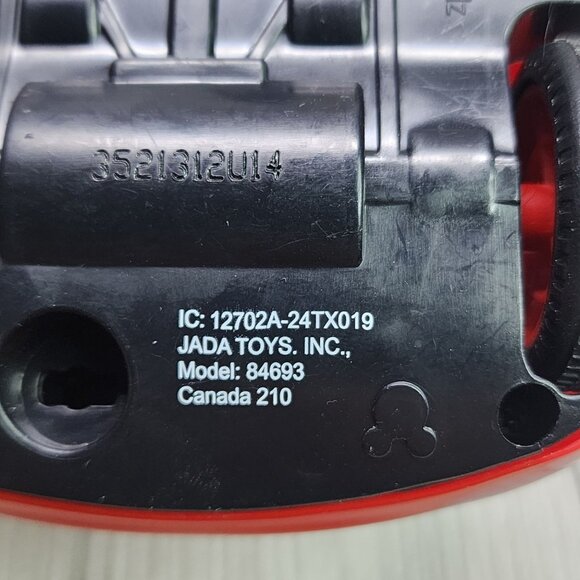 3521312U14
IC: 12702A-24TX019
JADA TOYS. INC.,
Model: 84693
Canada 210